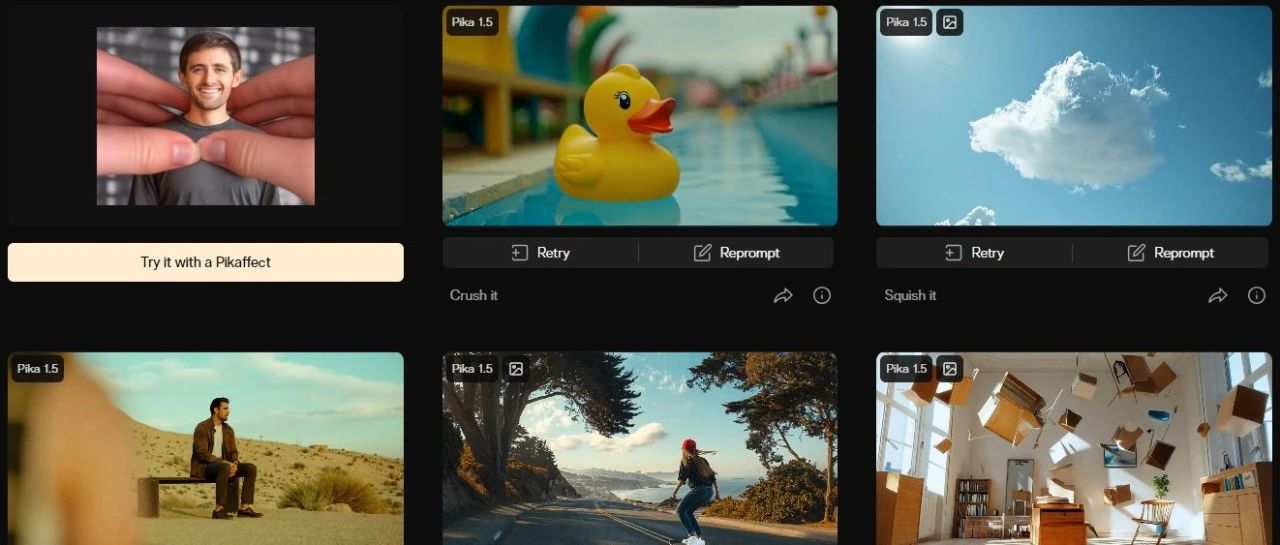 Pika 1.5
Pika 1.5
Try it with a Pikaffect
Retry
Reprompt
Retry
Reprompt
Crush it
Squish it
Pika 1.5
Pika 1.5
Pika 1.5